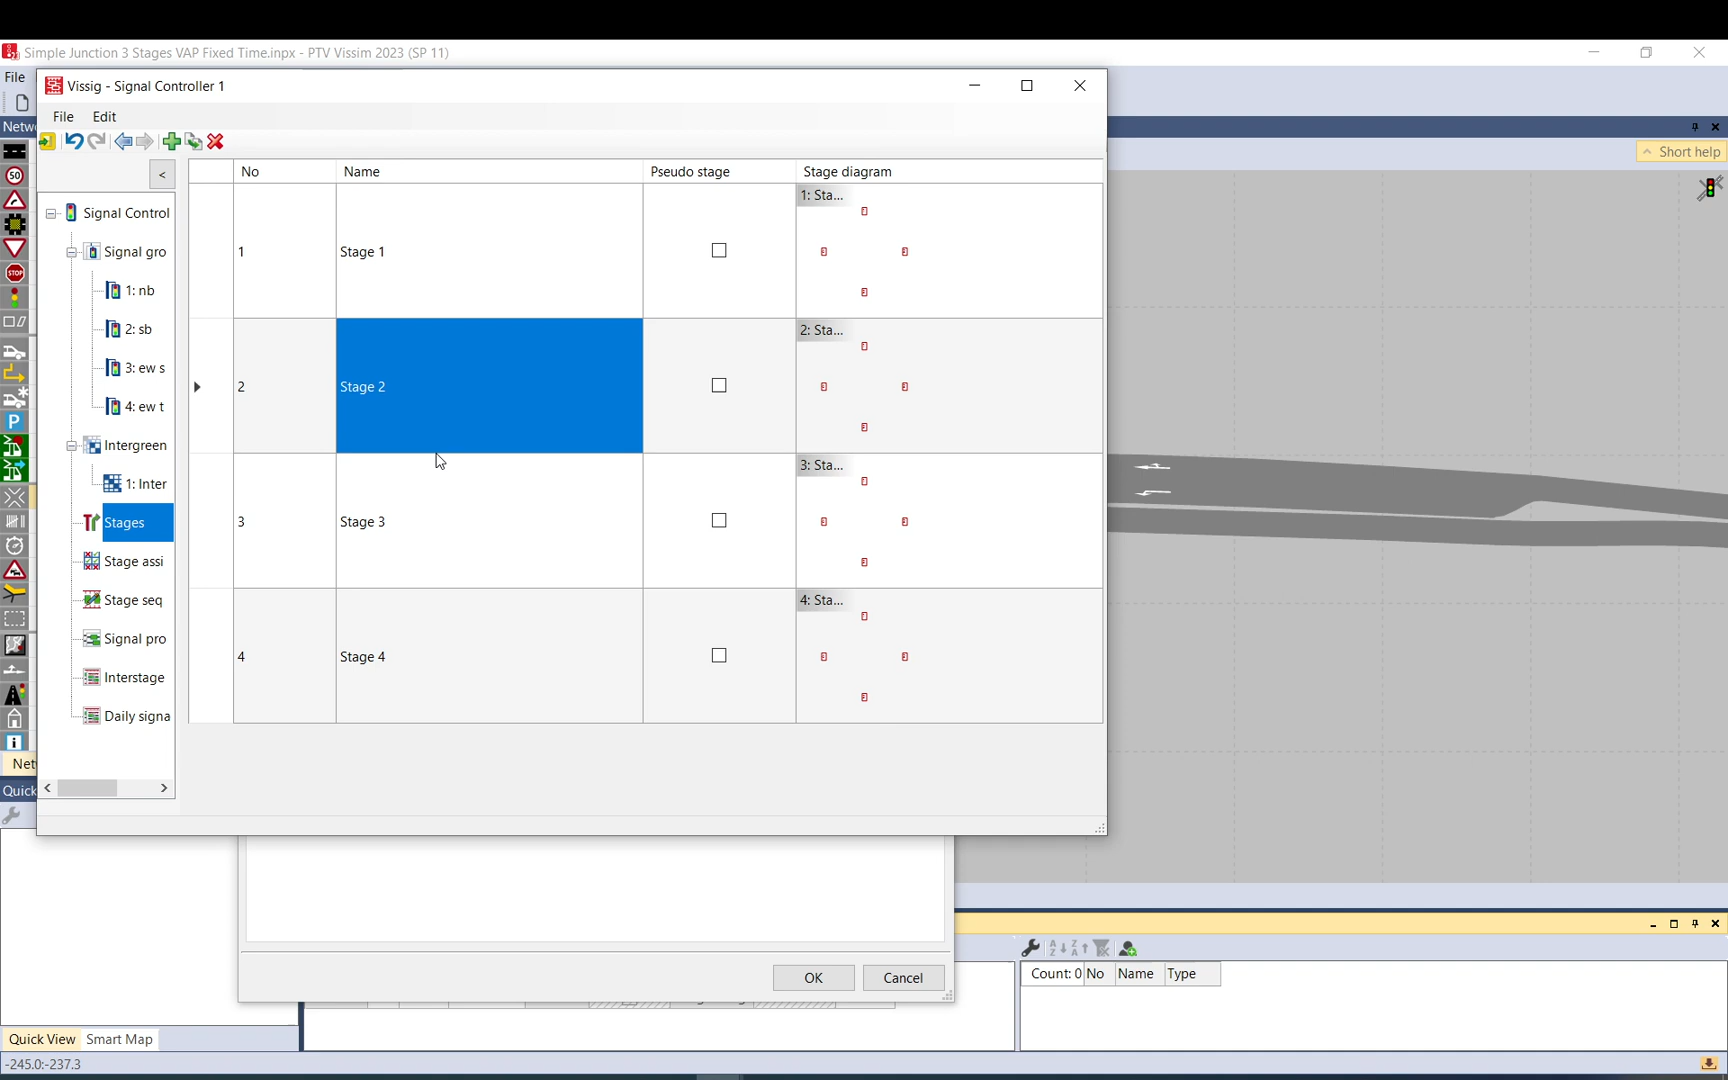 Simple Junction 3 Stages VAP Fixed Time.inpx - PTV Vissim 2023 (SP 11)
File
Vissig - Signal Controller 1
File Edit
Netw
Short help
No Name Pseudo stage Stage diagram
<
50
STOP
P
Signal Control
Signal gro
1: nb
2: sb
3: ew s
4: ew t
Intergreen
1: Inter
Stages
Stage assi
Stage seq
Signal pro
Interstage
Daily signa
1 Stage 1 1: Sta...
2 Stage 2 2: Sta...
3 Stage 3 3: Sta...
4 Stage 4 4: Sta...
Net
Quick
OK Cancel
Count: 0 No Name Type
Quick View Smart Map
-245.0:-237.3